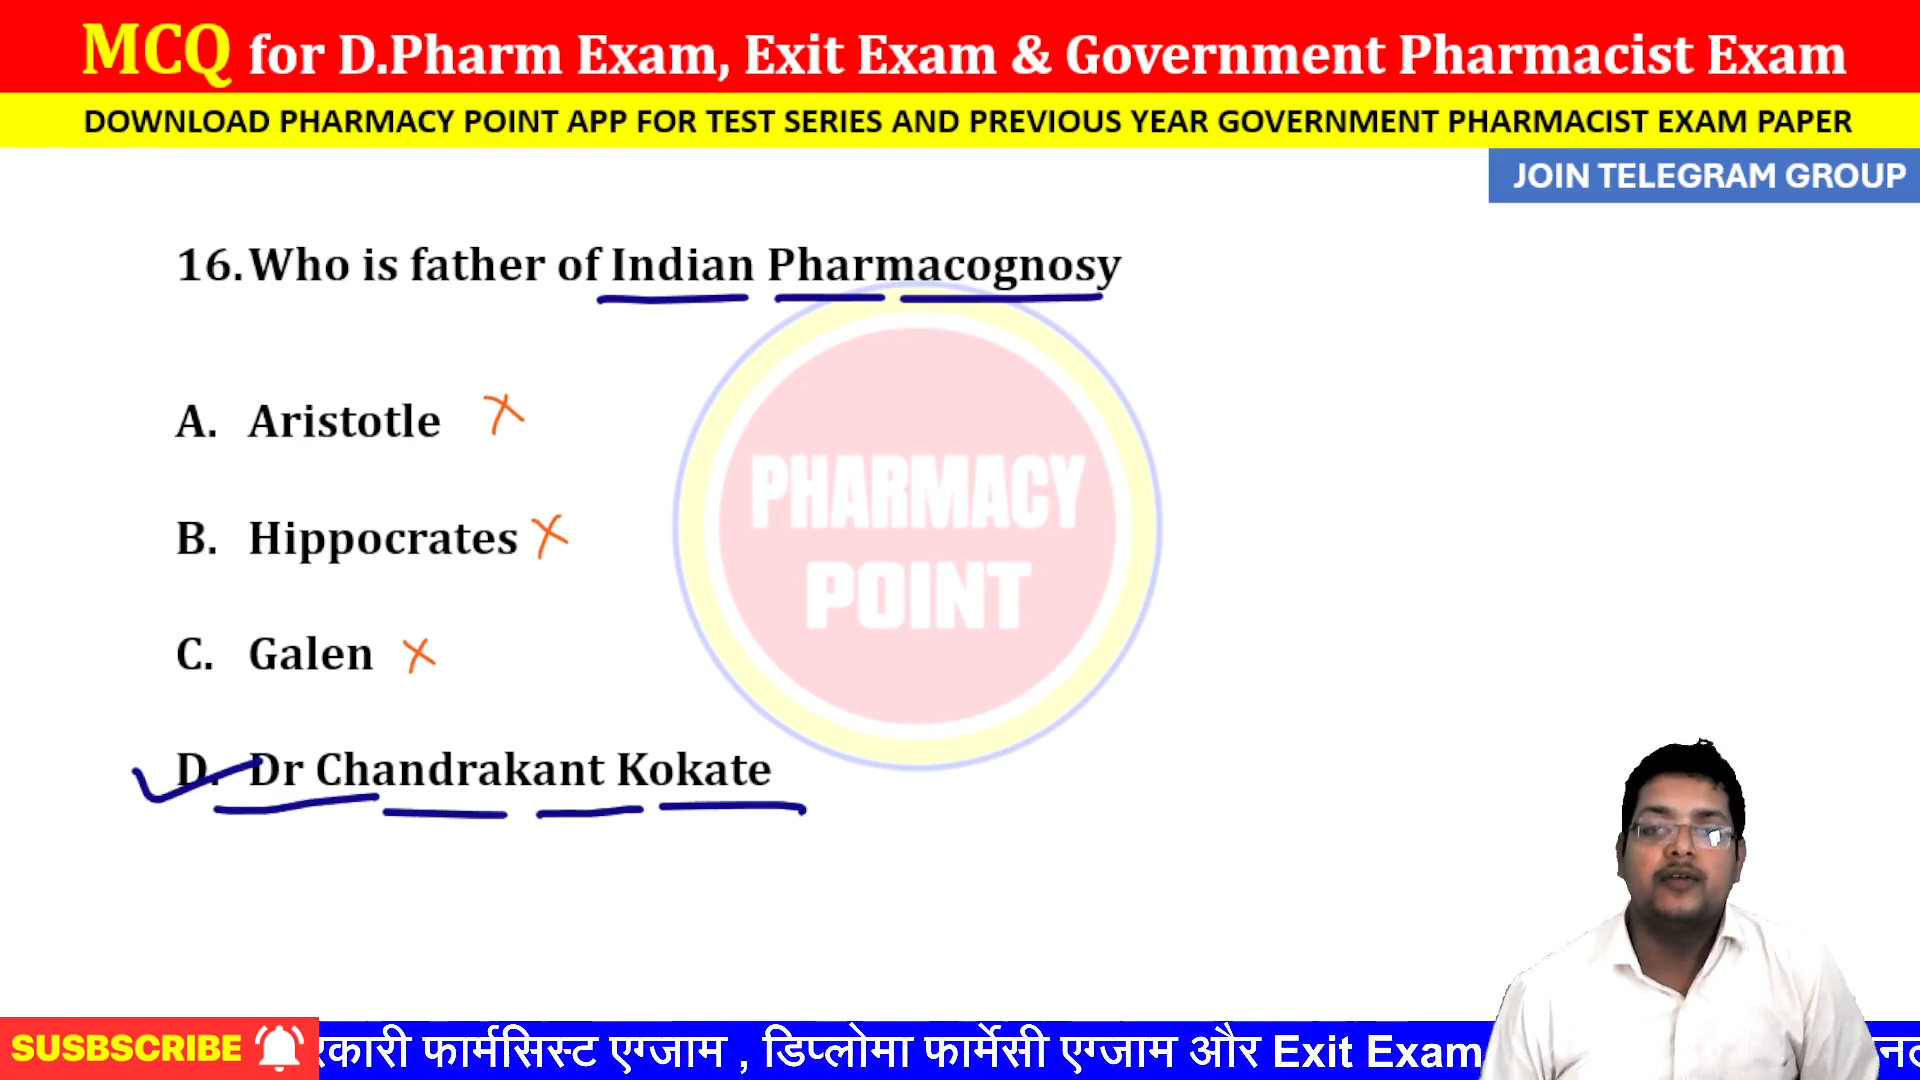 MCQ for D.Pharm Exam, Exit Exam & Government Pharmacist Exam
DOWNLOAD PHARMACY POINT APP FOR TEST SERIES AND PREVIOUS YEAR GOVERNMENT PHARMACIST EXAM PAPER
JOIN TELEGRAM GROUP
16. Who is father of Indian Pharmacognosy
A. Aristotle
B. Hippocrates
C. Galen
D. Dr Chandrakant Kokate
PHARMACY
POINT
SUSBSCRIBE रकारी फार्मसिस्ट एग्जाम , डिप्लोमा फार्मेसी एग्जाम और Exit Exam